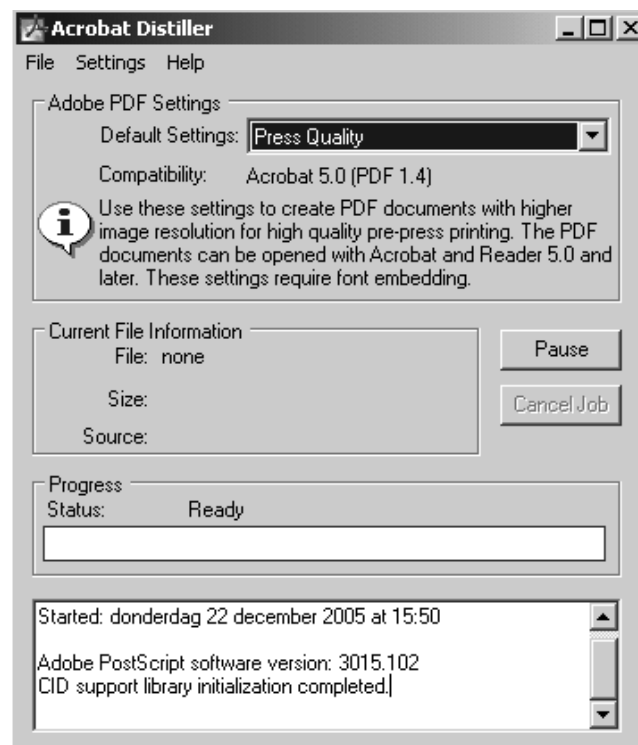 Acrobat Distiller
File Settings Help
Adobe PDF Settings
Default Settings: Press Quality
Compatibility: Acrobat 5.0 (PDF 1.4)
Use these settings to create PDF documents with higher
image resolution for high quality pre-press printing. The PDF
documents can be opened with Acrobat and Reader 5.0 and
later. These settings require font embedding.
Current File Information
File: none
Size:
Source:
Pause
Cancel Job
Progress
Status: Ready
Started: donderdag 22 december 2005 at 15:50
Adobe PostScript software version: 3015.102
CID support library initialization completed.